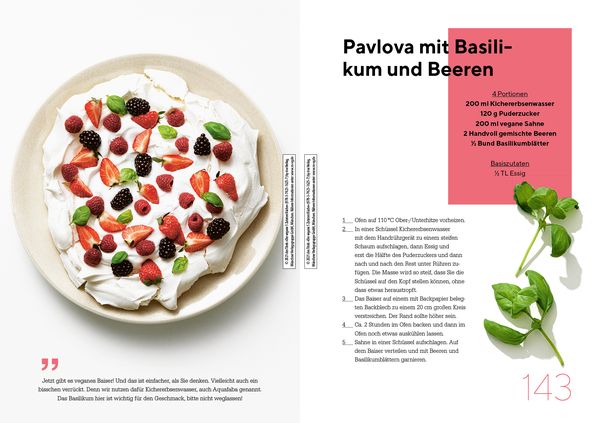 Jetzt gibt es veganes Baiser! Und das ist einfacher, als Sie denken. Vielleicht auch ein
bisschen verrückt. Denn wir nutzen dafür Kichererbsenwasser, auch Aquafaba genannt.
Das Basilikum hier ist wichtig für den Geschmack, bitte nicht weglassen!
Pavlova mit Basili-
kum und Beeren
4 Portionen
200 ml Kichererbsenwasser
120 g Puderzucker
200 ml vegane Sahne
2 Handvoll gemischte Beeren
½ Bund Basilikumblätter
Basiszutaten
½ TL Essig
1 Ofen auf 110 °C Ober-/Unterhitze vorheizen.
2 In einer Schüssel Kichererbsenwasser
mit dem Handrührgerät zu einem steifen
Schaum aufschlagen, dann Essig und
erst die Hälfte des Puderzuckers und dann
nach und nach den Rest unter Rühren zu-
fügen. Die Masse wird so steif, dass Sie die
Schüssel auf den Kopf stellen können, ohne
dass etwas heraustropft.
3 Das Baiser auf einem mit Backpapier beleg-
ten Backblech zu einem 20 cm großen Kreis
verstreichen. Der Rand sollte höher sein.
4 Ca. 2 Stunden im Ofen backen und dann im
Ofen noch etwas auskühlen lassen.
5 Sahne in einer Schüssel aufschlagen. Auf
dem Baiser verteilen und mit Beeren und
Basilikumblättern garnieren.
143